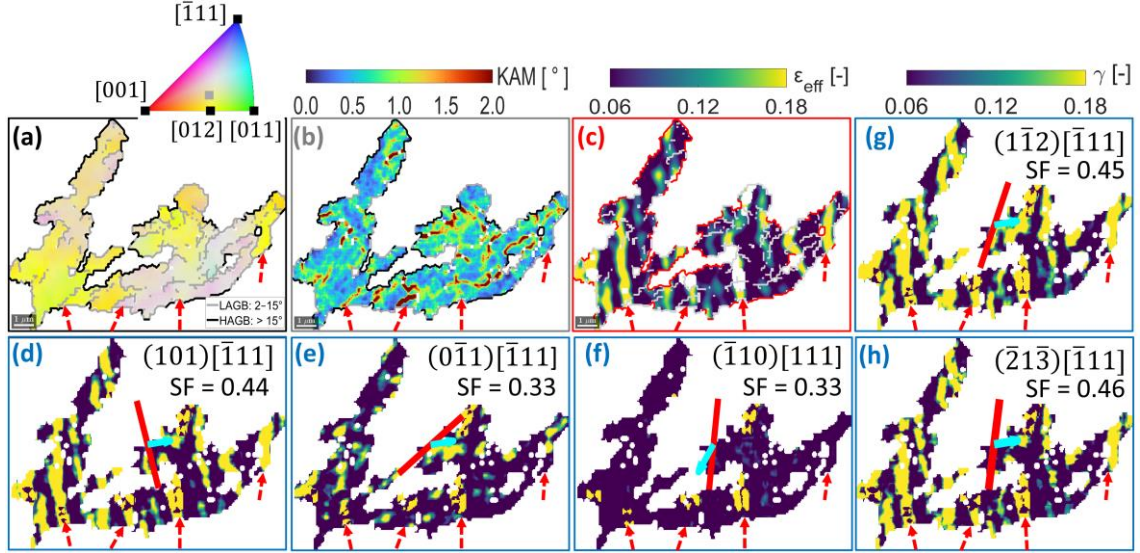 [1̅11]
[001]
[012] [011]
KAM [ ° ]
0.0 0.5 1.0 1.5 2.0
ε_eff [-]
0.06 0.12 0.18
γ [-]
0.06 0.12 0.18
(a)
LAGB: 2-15°
HAGB: > 15°
1 μm
(b)
1 μm
(c)
1 μm
(g)
(11̅2)[1̅11]
SF = 0.45
(d)
(101)[1̅11]
SF = 0.44
(e)
(01̅1)[1̅11]
SF = 0.33
(f)
(1̅10)[111]
SF = 0.33
(h)
(2̅13̅)[1̅11]
SF = 0.46